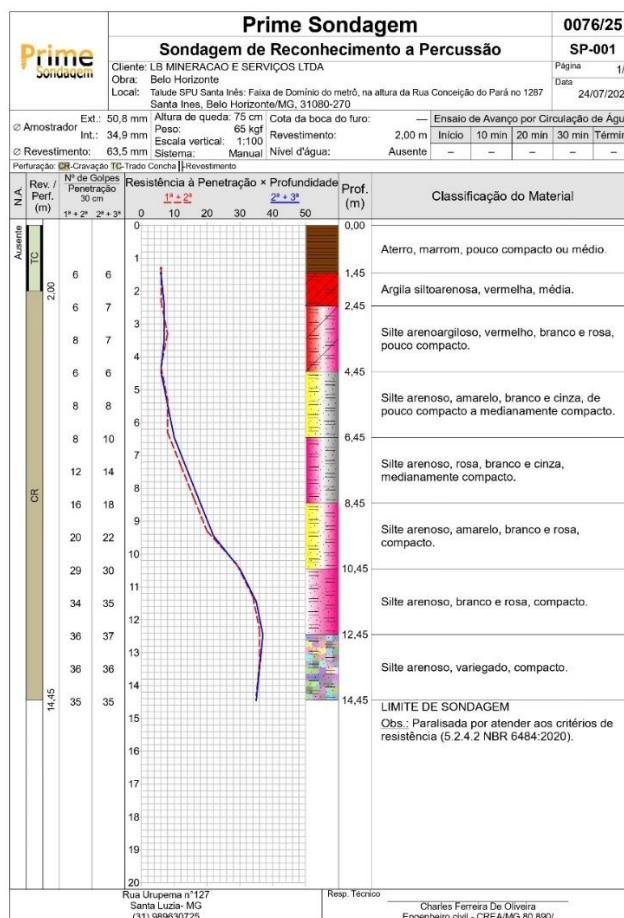 Prime
Sondagem
Prime Sondagem
0076/25
Sondagem de Reconhecimento a Percussão
SP-001
Cliente: LB MINERACAO E SERVIÇOS LTDA
Obra: Belo Horizonte
Local: Talude SPU Santa Inês: Faixa de Domínio do metrô, na altura da Rua Conceição do Pará no 1287
Santa Ines, Belo Horizonte/MG, 31080-270
Página
1/
Data
24/07/202
Ø Amostrador Ext.: 50,8 mm
Int.: 34,9 mm
Ø Revestimento: 63,5 mm
Altura de queda: 75 cm
Peso: 65 kgf
Escala vertical: 1:100
Sistema: Manual
Cota da boca do furo: —
Revestimento: 2,00 m
Nível d'água: Ausente
Ensaio de Avanço por Circulação de Águ
Início 10 min 20 min 30 min Términ
– – – – –
Perfuração: CR-Cravação TC-Trado Concha ||-Revestimento
N.A.
Rev. /
Perf.
(m)
Nº de Golpes
Penetração
30 cm
1ª + 2ª 2ª + 3ª
Resistência à Penetração × Profundidade
1ª + 2ª 2ª + 3ª
0 10 20 30 40 50
Prof.
(m)
Classificação do Material
Ausente
TC
2,00
CR
14,45
6 6
6 7
8 7
6 6
8 8
8 10
12 14
16 18
20 22
29 30
34 35
36 37
36 36
35 35
0
1
2
3
4
5
6
7
8
9
10
11
12
13
14
15
16
17
18
19
20
0,00
Aterro, marrom, pouco compacto ou médio.
1,45
Argila siltoarenosa, vermelha, média.
2,45
Silte arenoargiloso, vermelho, branco e rosa,
pouco compacto.
4,45
Silte arenoso, amarelo, branco e cinza, de
pouco compacto a medianamente compacto.
6,45
Silte arenoso, rosa, branco e cinza,
medianamente compacto.
8,45
Silte arenoso, amarelo, branco e rosa,
compacto.
10,45
Silte arenoso, branco e rosa, compacto.
12,45
Silte arenoso, variegado, compacto.
14,45
LIMITE DE SONDAGEM
Obs.: Paralisada por atender aos critérios de
resistência (5.2.4.2 NBR 6484:2020).
Rua Urupema n°127
Santa Luzia- MG
(31) 989630725
Resp. Técnico
Charles Ferreira De Oliveira
Engenheiro civil - CREA/MG 80.890/